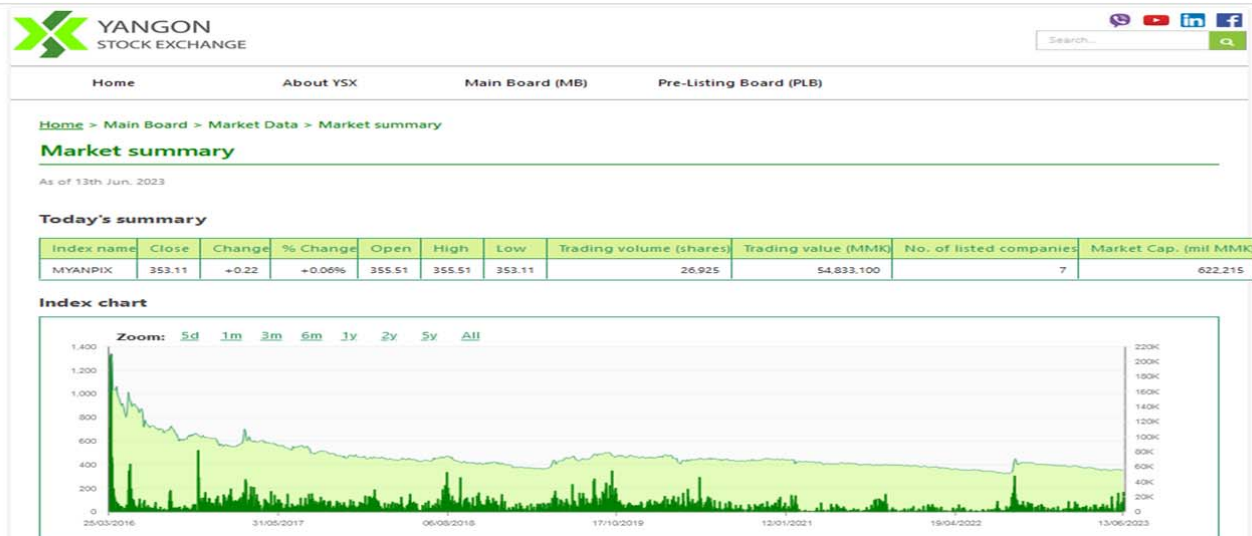 YANGON
STOCK EXCHANGE
Search...
Home About YSX Main Board (MB) Pre-Listing Board (PLB)
Home > Main Board > Market Data > Market summary
Market summary
As of 13th Jun. 2023
Today's summary
Index name Close Change % Change Open High Low Trading volume (shares) Trading value (MMK) No. of listed companies Market Cap. (mil MMK)
MYANPIX 353.11 +0.22 +0.06% 355.51 355.51 353.11 26,925 54,833,100 7 622,215
Index chart
Zoom: 5d 1m 3m 6m 1y 2y 5y All
1,400 220K
1,200 200K
180K
1,000 160K
140K
800 120K
600 100K
80K
400 60K
40K
200 20K
0 0
25/03/2016 31/05/2017 06/08/2018 17/10/2019 12/01/2021 19/04/2022 13/06/2023